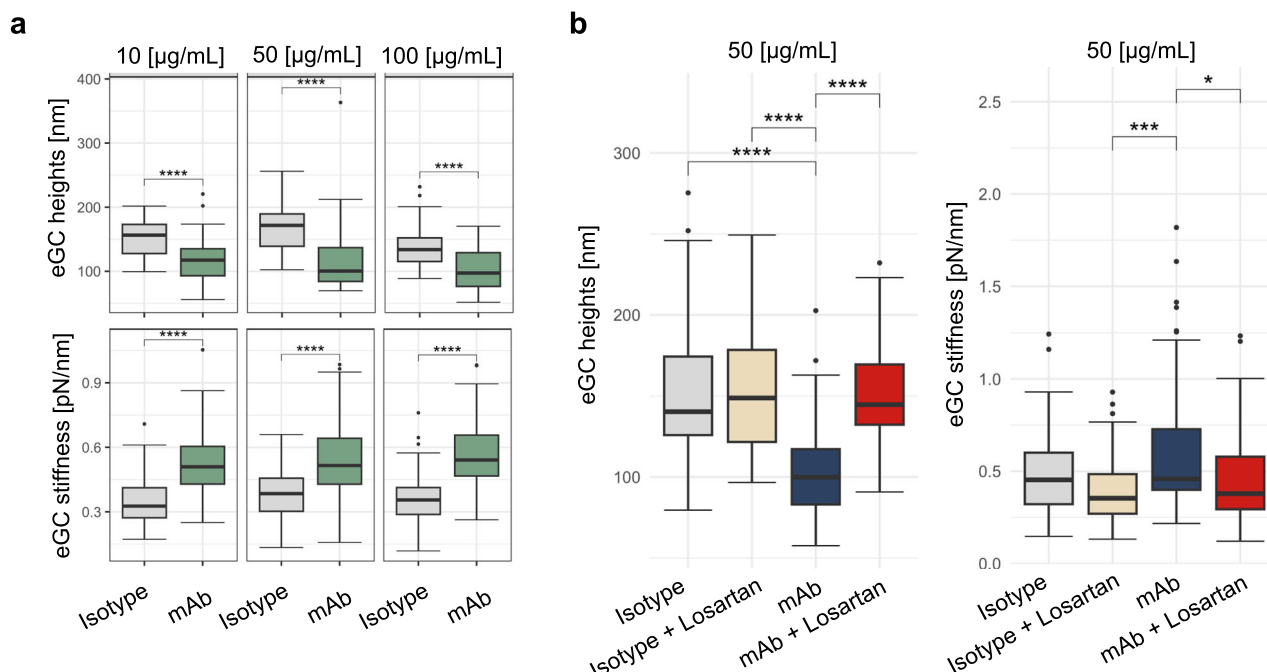 a
10 [µg/mL] 50 [µg/mL] 100 [µg/mL]
eGC heights [nm]
400
300
200
100
****
****
****
eGC stiffness [pN/nm]
0.9
0.6
0.3
****
****
****
Isotype mAb Isotype mAb Isotype mAb
b
50 [µg/mL]
eGC heights [nm]
300
200
100
****
****
****
Isotype
Isotype + Losartan
mAb
mAb + Losartan
50 [µg/mL]
eGC stiffness [pN/nm]
2.5
2.0
1.5
1.0
0.5
0.0
*
***
Isotype
Isotype + Losartan
mAb
mAb + Losartan